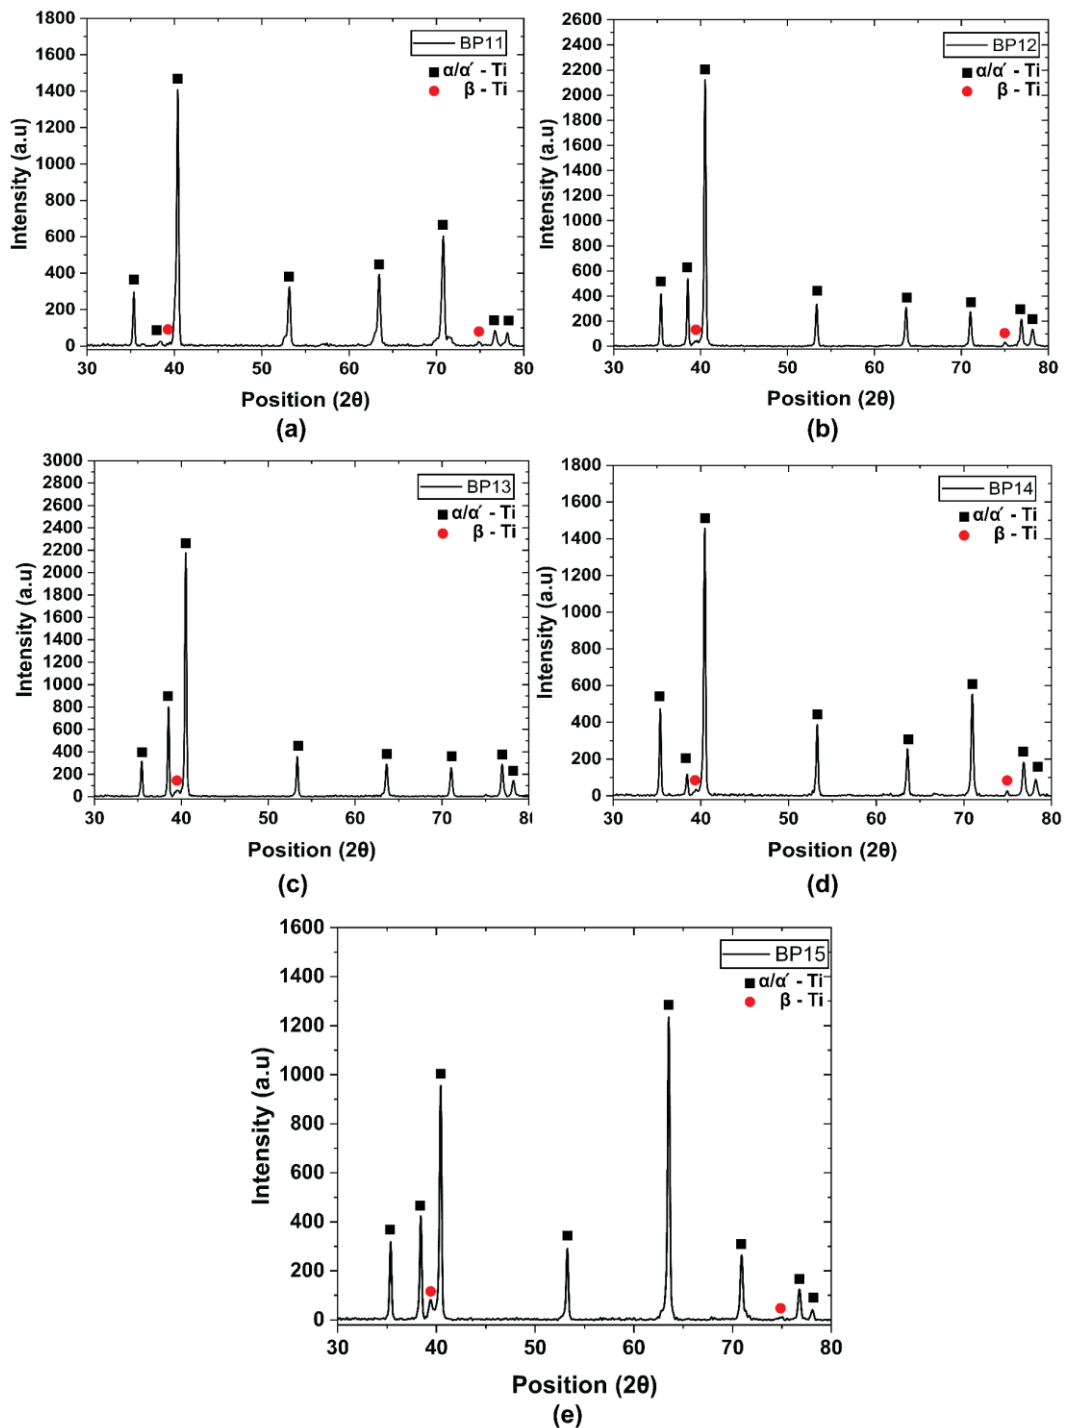 1800
1600
1400
1200
1000
800
600
400
200
0
30 40 50 60 70 80
Intensity (a.u)
Position (2θ)
BP11
α/α′ - Ti
β - Ti
(a)
2600
2400
2200
2000
1800
1600
1400
1200
1000
800
600
400
200
0
30 40 50 60 70 80
Intensity (a.u)
Position (2θ)
BP12
α/α′ - Ti
β - Ti
(b)
3000
2800
2600
2400
2200
2000
1800
1600
1400
1200
1000
800
600
400
200
0
30 40 50 60 70 80
Intensity (a.u)
Position (2θ)
BP13
α/α′ - Ti
β - Ti
(c)
1800
1600
1400
1200
1000
800
600
400
200
0
30 40 50 60 70 80
Intensity (a.u)
Position (2θ)
BP14
α/α′ - Ti
β - Ti
(d)
1600
1400
1200
1000
800
600
400
200
0
30 40 50 60 70 80
Intensity (a.u)
Position (2θ)
BP15
α/α′ - Ti
β - Ti
(e)